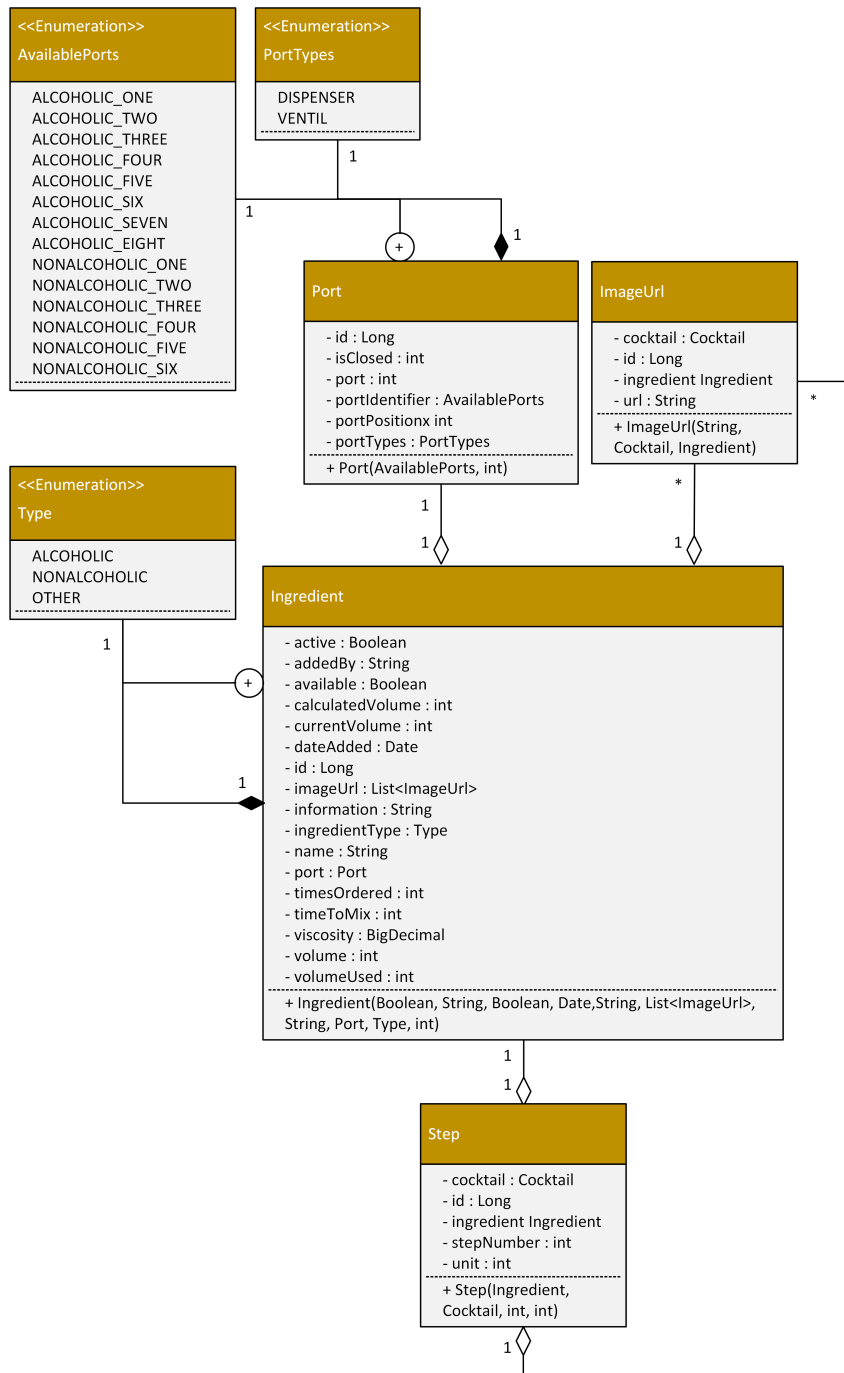 <<Enumeration>>
AvailablePorts
ALCOHOLIC_ONE
ALCOHOLIC_TWO
ALCOHOLIC_THREE
ALCOHOLIC_FOUR
ALCOHOLIC_FIVE
ALCOHOLIC_SIX
ALCOHOLIC_SEVEN
ALCOHOLIC_EIGHT
NONALCOHOLIC_ONE
NONALCOHOLIC_TWO
NONALCOHOLIC_THREE
NONALCOHOLIC_FOUR
NONALCOHOLIC_FIVE
NONALCOHOLIC_SIX
<<Enumeration>>
PortTypes
DISPENSER
VENTIL
1
1
+
1
Port
- id : Long
- isClosed : int
- port : int
- portIdentifier : AvailablePorts
- portPositionx int
- portTypes : PortTypes
+ Port(AvailablePorts, int)
ImageUrl
- cocktail : Cocktail
- id : Long
- ingredient Ingredient
- url : String
+ ImageUrl(String,
Cocktail, Ingredient)
*
1
1
*
1
<<Enumeration>>
Type
ALCOHOLIC
NONALCOHOLIC
OTHER
1
+
1
Ingredient
- active : Boolean
- addedBy : String
- available : Boolean
- calculatedVolume : int
- currentVolume : int
- dateAdded : Date
- id : Long
- imageUrl : List<ImageUrl>
- information : String
- ingredientType : Type
- name : String
- port : Port
- timesOrdered : int
- timeToMix : int
- viscosity : BigDecimal
- volume : int
- volumeUsed : int
+ Ingredient(Boolean, String, Boolean, Date,String, List<ImageUrl>,
String, Port, Type, int)
1
1
Step
- cocktail : Cocktail
- id : Long
- ingredient Ingredient
- stepNumber : int
- unit : int
+ Step(Ingredient,
Cocktail, int, int)
1